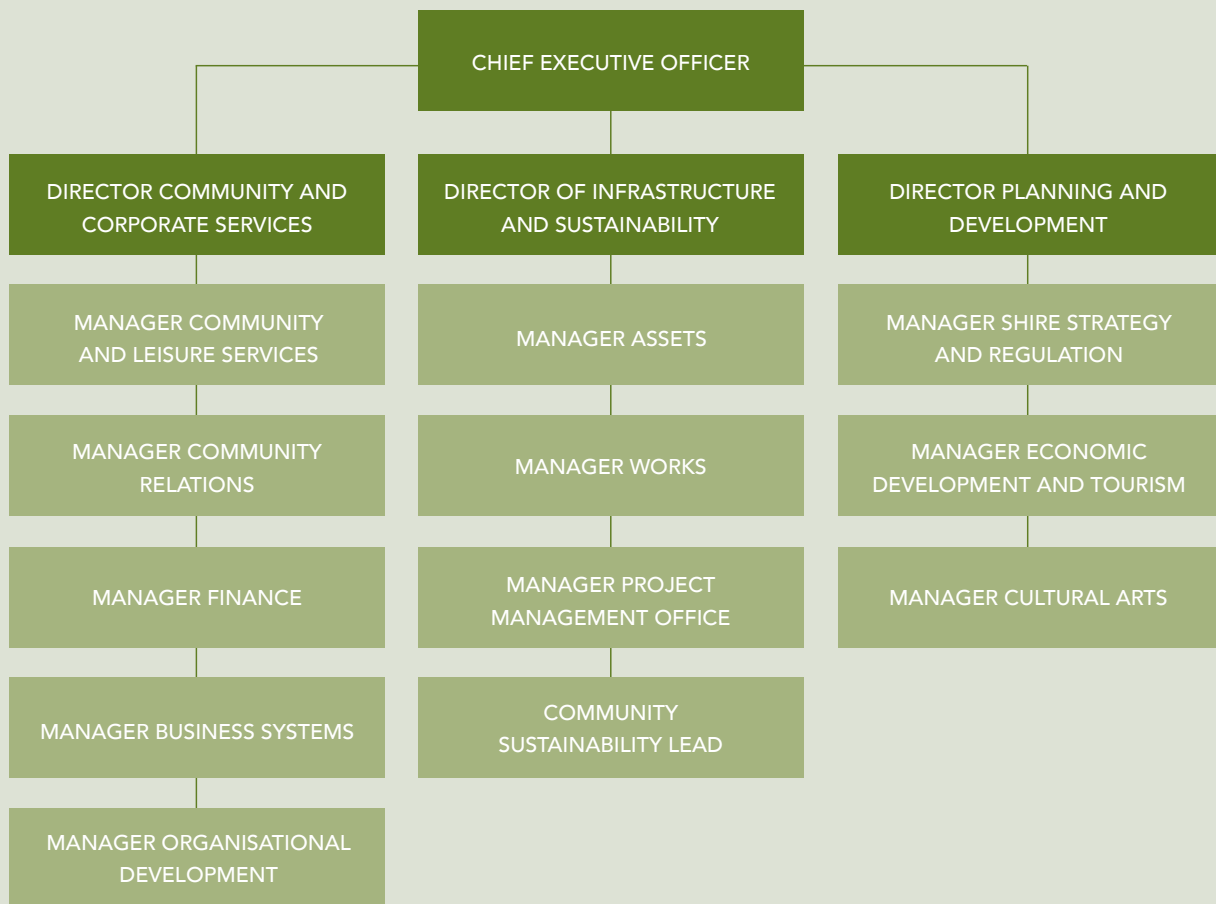 CHIEF EXECUTIVE OFFICER
DIRECTOR COMMUNITY AND
CORPORATE SERVICES
DIRECTOR OF INFRASTRUCTURE
AND SUSTAINABILITY
DIRECTOR PLANNING AND
DEVELOPMENT
MANAGER COMMUNITY
AND LEISURE SERVICES
MANAGER ASSETS
MANAGER SHIRE STRATEGY
AND REGULATION
MANAGER COMMUNITY
RELATIONS
MANAGER WORKS
MANAGER ECONOMIC
DEVELOPMENT AND TOURISM
MANAGER FINANCE
MANAGER PROJECT
MANAGEMENT OFFICE
MANAGER CULTURAL ARTS
MANAGER BUSINESS SYSTEMS
COMMUNITY
SUSTAINABILITY LEAD
MANAGER ORGANISATIONAL
DEVELOPMENT